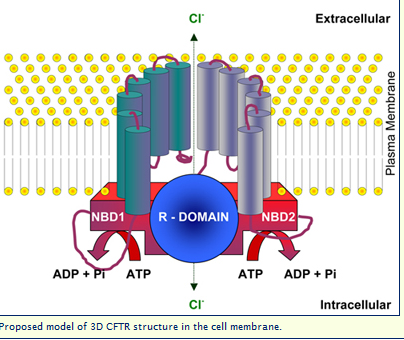 Cl-
Extracellular
Plasma Membrane
NBD1
R - DOMAIN
NBD2
ADP + Pi
ATP
ATP
ADP + Pi
Cl-
Intracellular
Proposed model of 3D CFTR structure in the cell membrane.